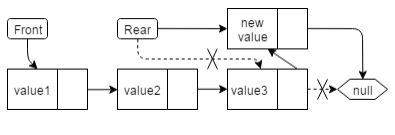 Front
Rear
new
value
value1
value2
value3
null